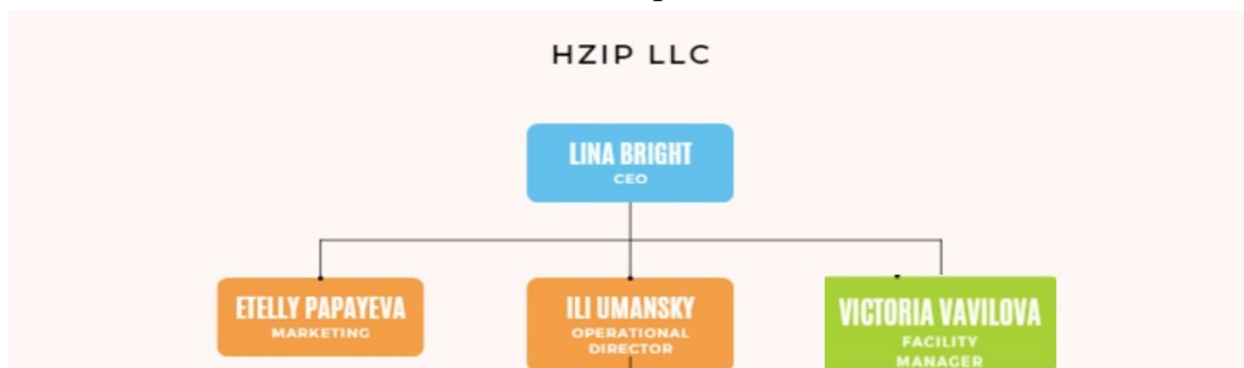 HZIP LLC
LINA BRIGHT
CEO
ETELLY PAPAYEVA
MARKETING
ILI UMANSKY
OPERATIONAL
DIRECTOR
VICTORIA VAVILOVA
FACILITY
MANAGER